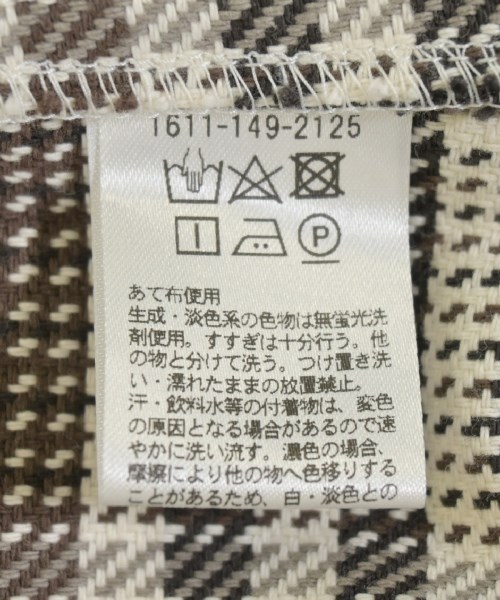 1611-149-2125
P
あて布使用
生成・淡色系の色物は無蛍光洗
剤使用。すすぎは十分行う。他
の物と分けて洗う。つけ置き洗
い・濡れたままの放置禁止。
汗・飲料水等の付着物は、変色
の原因となる場合があるので速
やかに洗い流す。濃色の場合、
摩擦により他の物へ色移りする
ことがあるため、白・淡色との